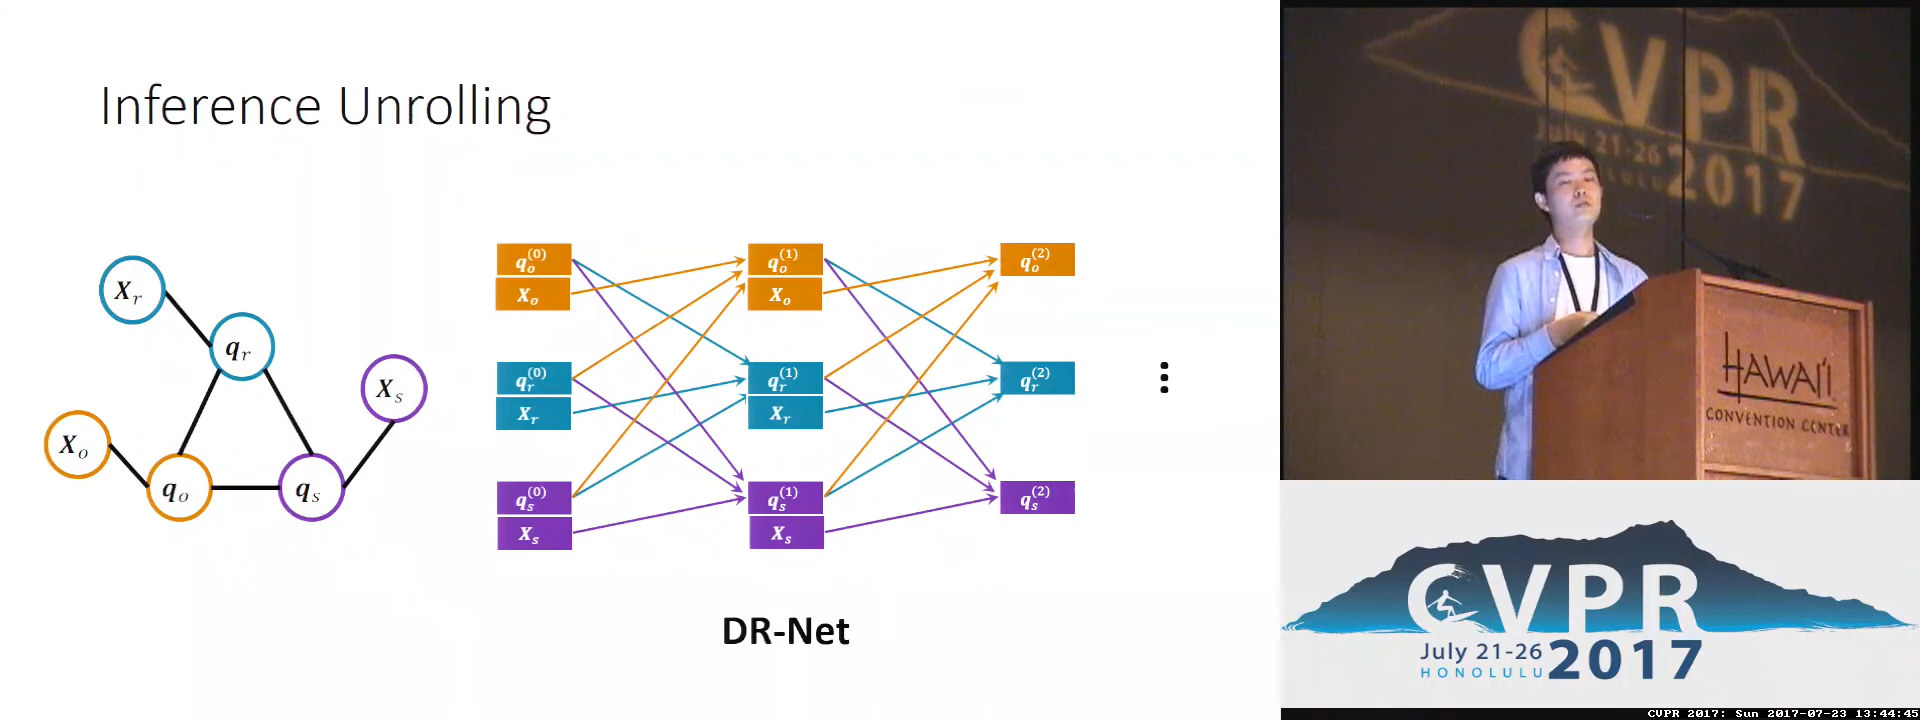 Inference Unrolling
X_r
q_r
X_s
X_o
q_o
q_s
q_o^(0)
X_o
q_r^(0)
X_r
q_s^(0)
X_s
q_o^(1)
X_o
q_r^(1)
X_r
q_s^(1)
X_s
q_o^(2)
q_r^(2)
q_s^(2)
DR-Net
CVPR
July 21-26
HONOLULU
2017
HAWAI'I
CONVENTION CENTER
CVPR
July 21-26
HONOLULU
2017
CVPR 2017: Sun 2017-07-23 13:44:45